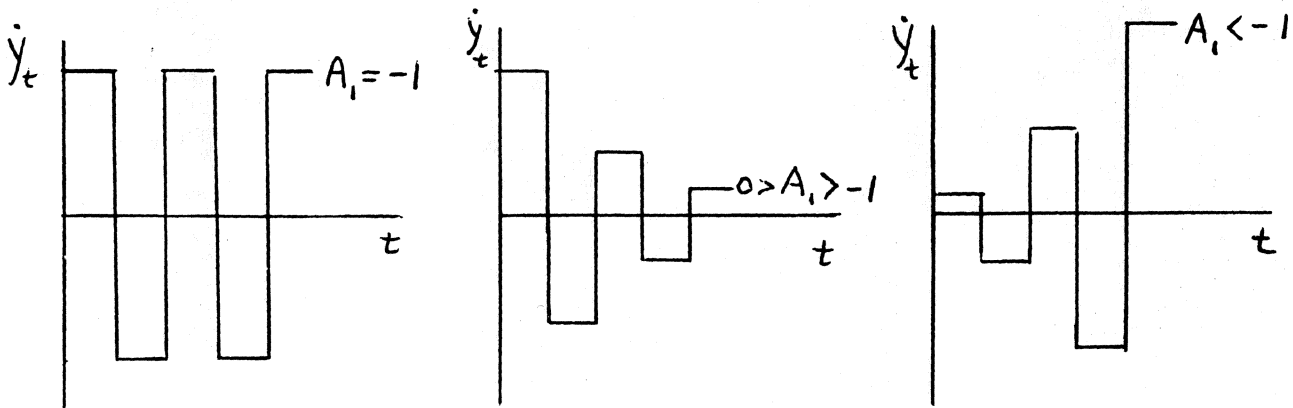 ẏₜ
A₁ = -1
t
ẏₜ
0 > A₁ > -1
t
ẏₜ
A₁ < -1
t